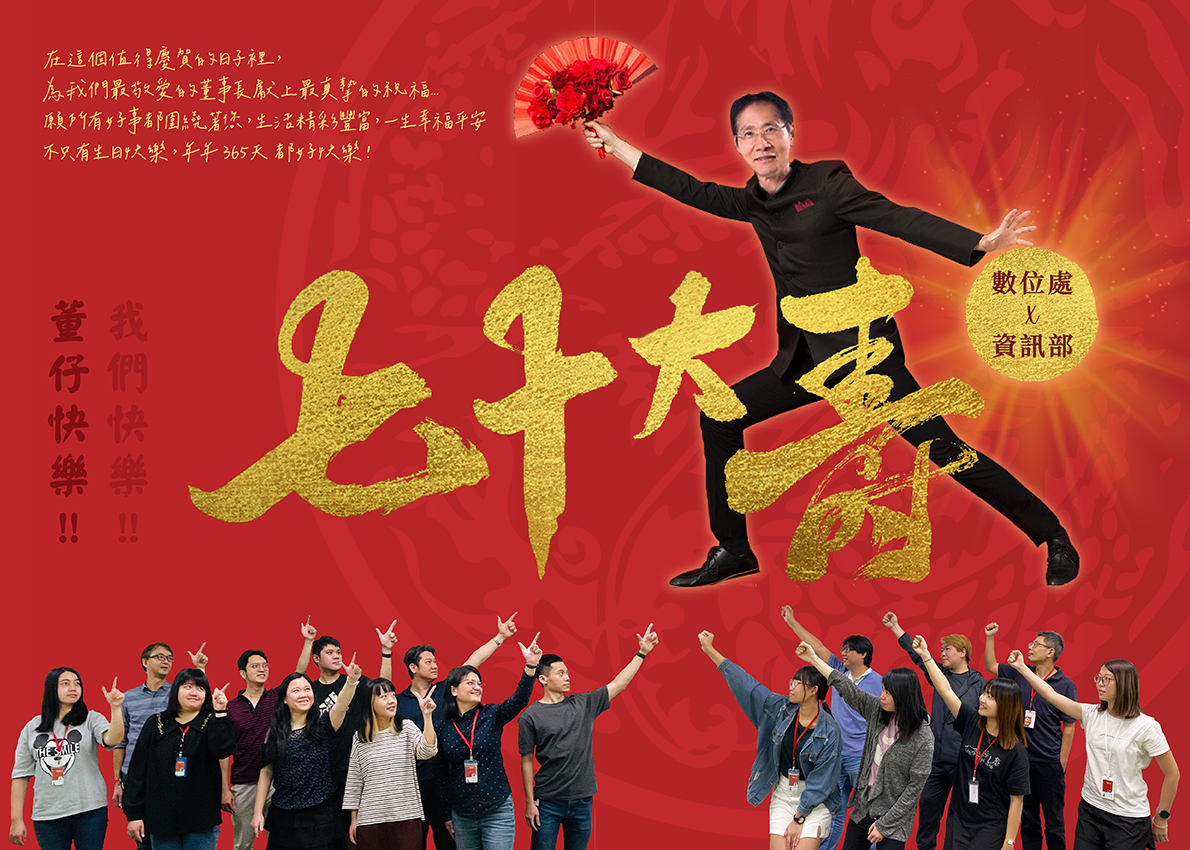 在這個值得慶賀的日子裡，
為我們最敬愛的董事長獻上最真摯的祝福...
願所有好事都圍繞著您，生活精彩豐富，一生幸福平安
不只有生日快樂，年年365天 都好快樂！
七十大壽
數位處
X
資訊部
我們快樂!!
董仔快樂!!
THE SMILE